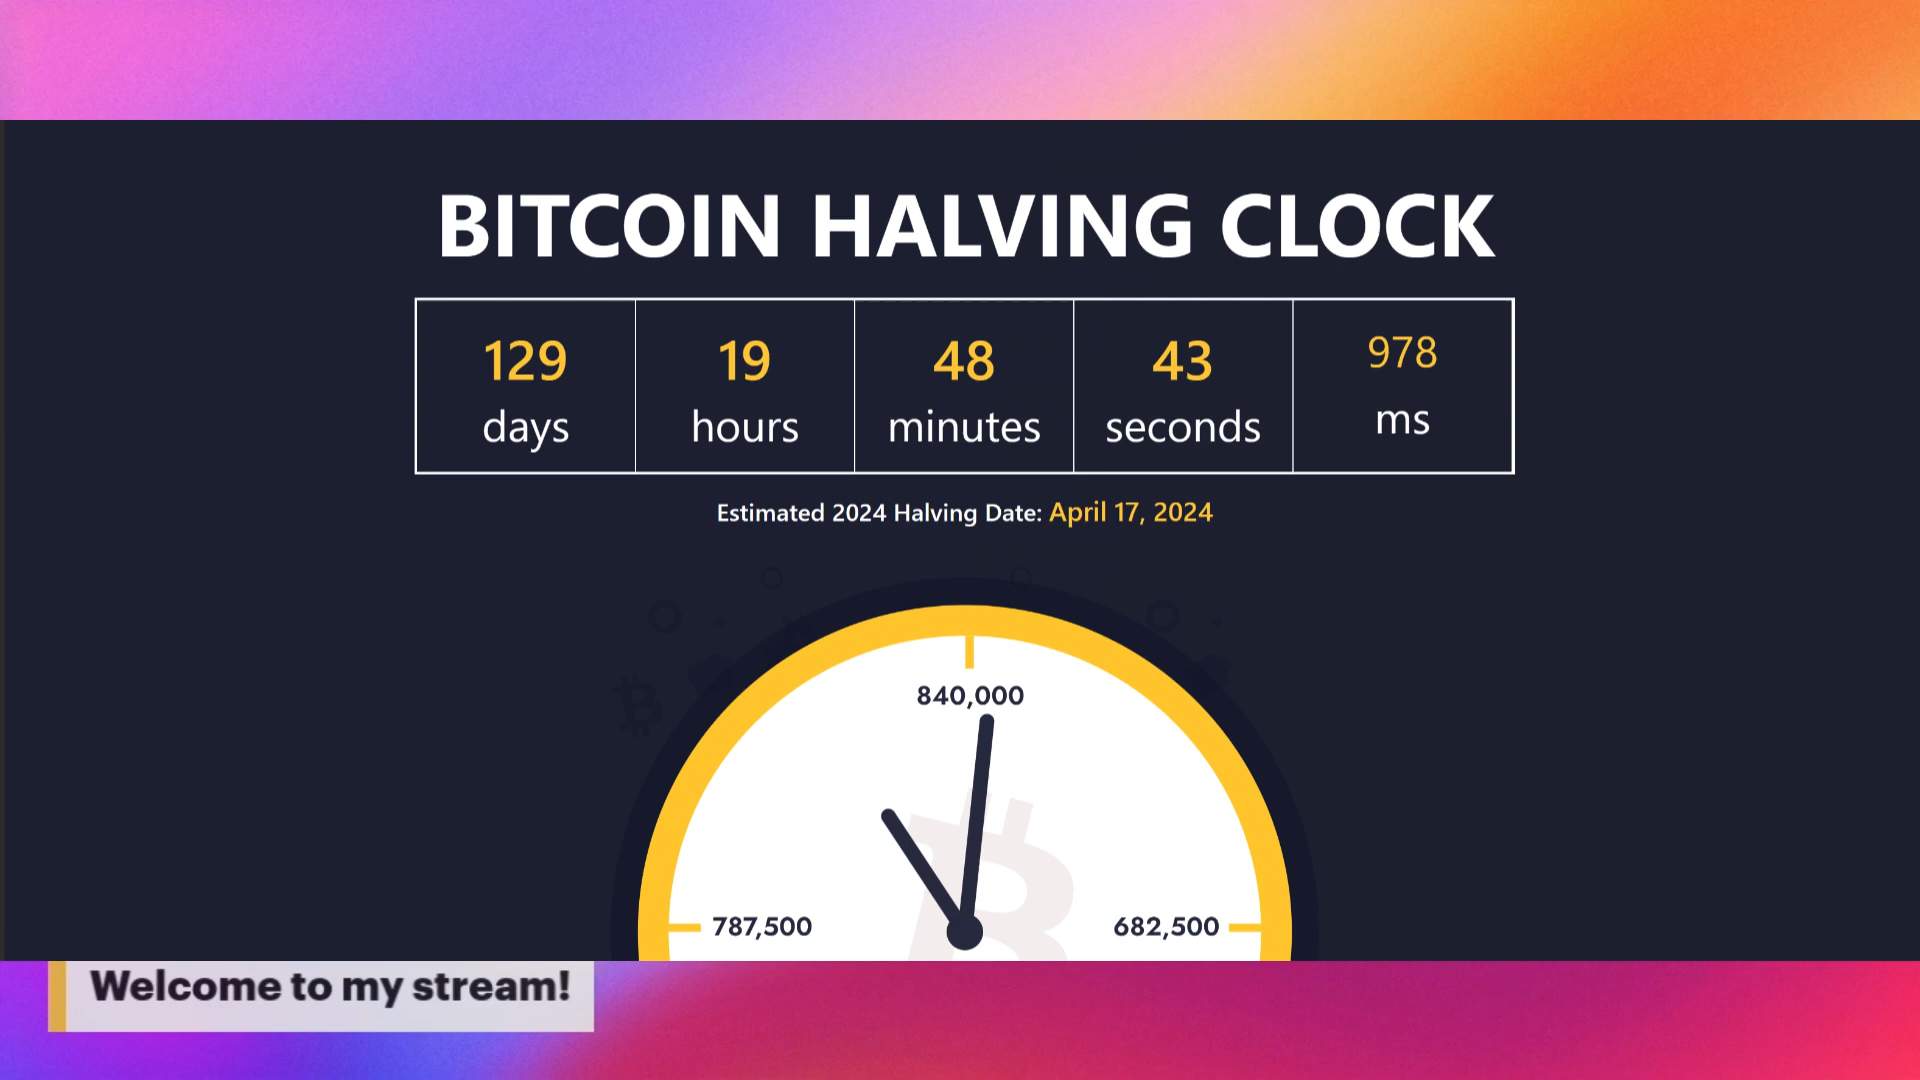 BITCOIN HALVING CLOCK
129 19 48 43 978
days hours minutes seconds ms
Estimated 2024 Halving Date: April 17, 2024
840,000
787,500 682,500
Welcome to my stream!